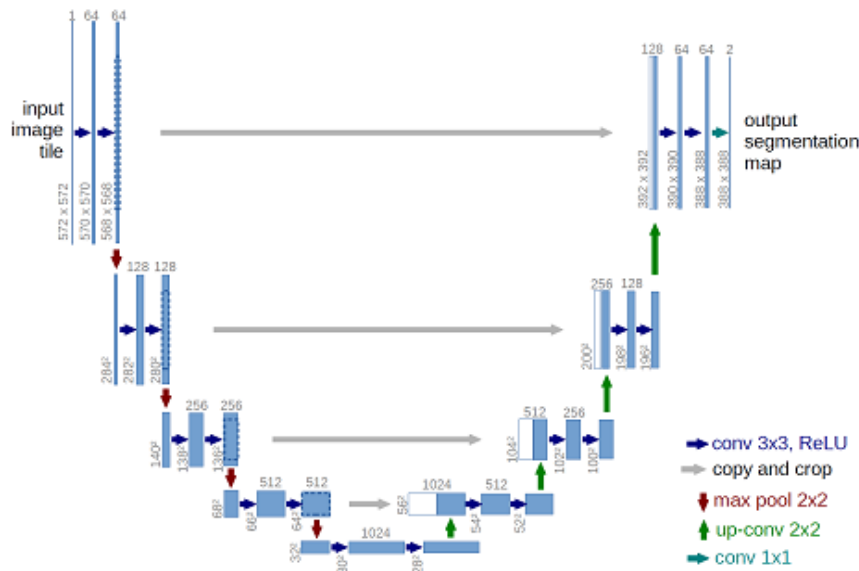 1 64 64
128 64 64 2
input
image
tile
output
segmentation
map
572 x 572
570 x 570
568 x 568
392 x 392
390 x 390
388 x 388
388 x 388
128 128
256 128
284²
282²
280²
200²
198²
196²
256 256
512 256
140²
138²
136²
104²
102²
100²
512 512
1024 512
68²
66²
64²
56²
54²
52²
1024
32²
conv 3x3, ReLU
copy and crop
max pool 2x2
up-conv 2x2
conv 1x1